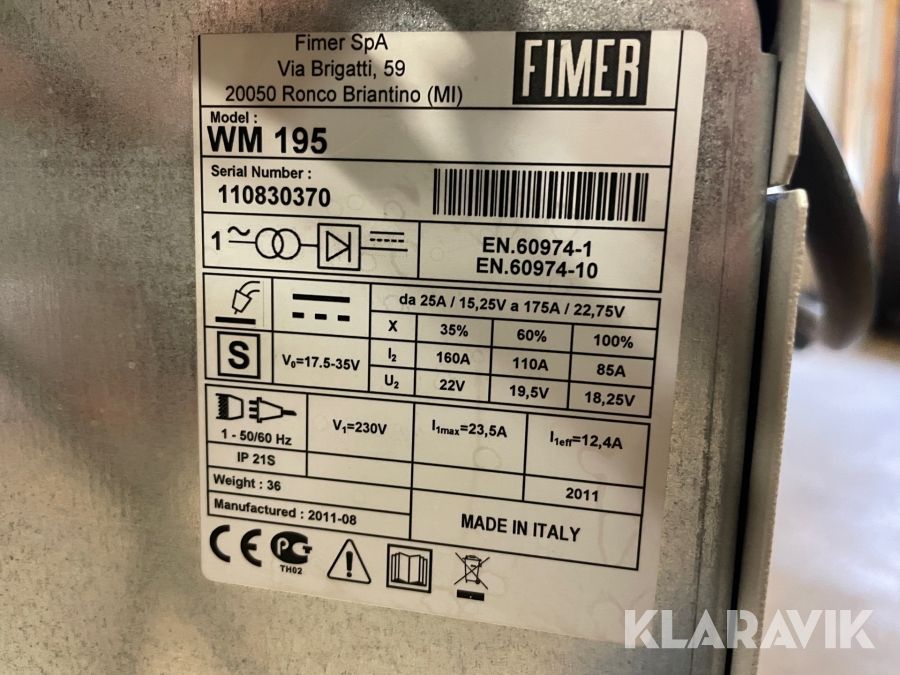 Fimer SpA
Via Brigatti, 59
20050 Ronco Briantino (MI)
FIMER
Model :
WM 195
Serial Number :
110830370
1~
EN.60974-1
EN.60974-10
da 25A / 15,25V a 175A / 22,75V
X 35% 60% 100%
S
V₀=17.5-35V
I₂ 160A 110A 85A
U₂ 22V 19,5V 18,25V
1 - 50/60 Hz
V₁=230V
I₁max=23,5A
I₁eff=12,4A
IP 21S
Weight : 36
2011
Manufactured : 2011-08
MADE IN ITALY
CE
TH02
KLARAVIK